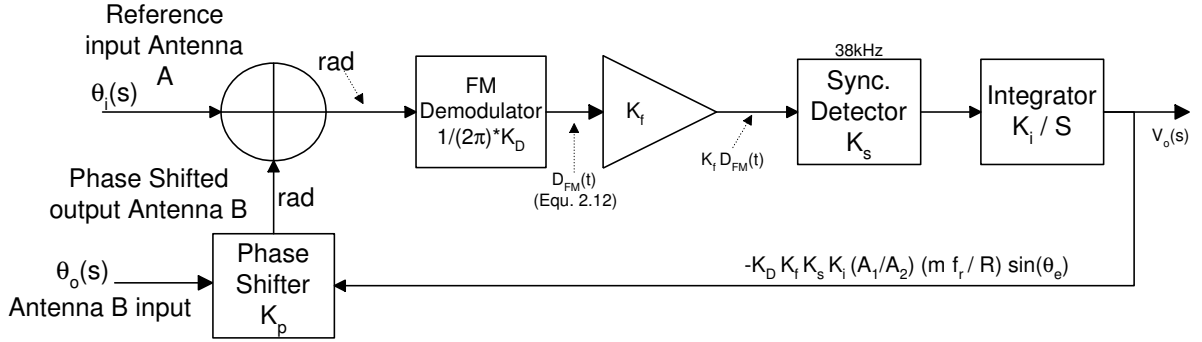 Reference
input Antenna
A
θi(s)
rad
FM
Demodulator
1/(2π)*KD
Kf
38kHz
Sync.
Detector
Ks
Integrator
Ki / S
Vo(s)
DFM(t)
(Equ. 2.12)
Kf DFM(t)
Phase Shifted
output Antenna B
rad
θo(s)
Antenna B input
Phase
Shifter
Kp
-KD Kf Ks Ki (A1/A2) (m fr / R) sin(θe)